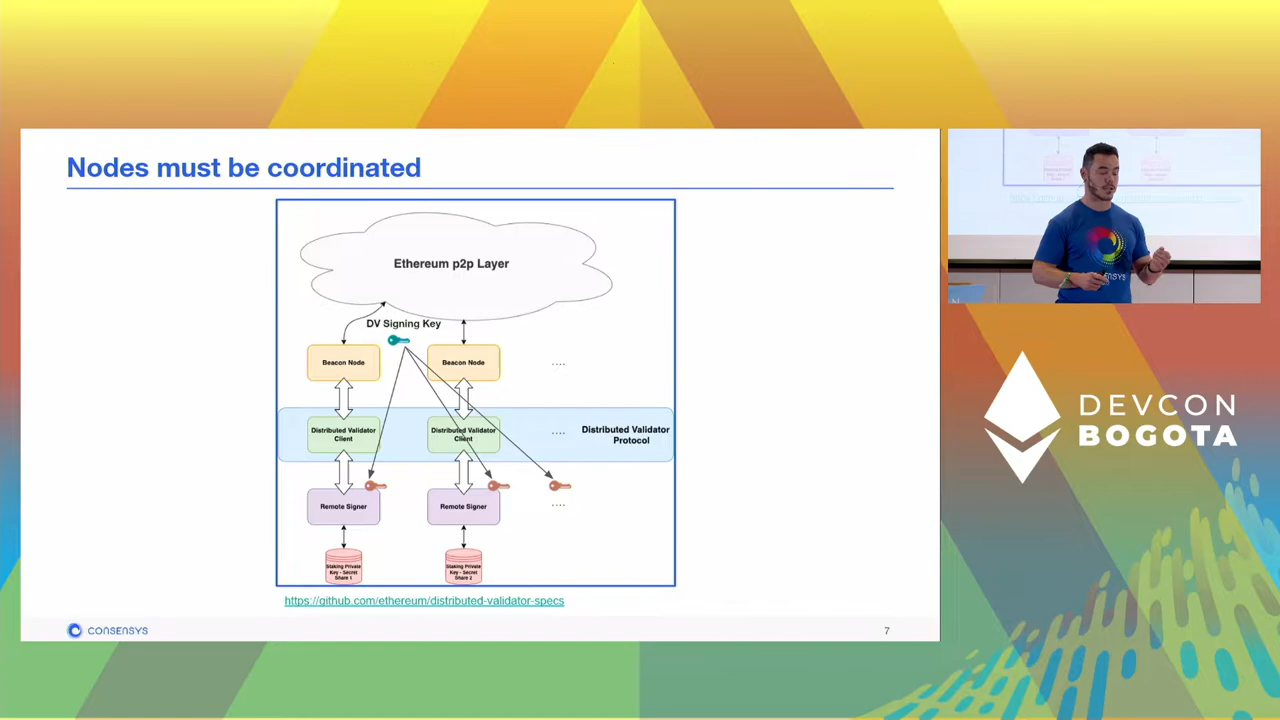 Nodes must be coordinated
Ethereum p2p Layer
DV Signing Key
Beacon Node
Beacon Node
....
Distributed Validator
Client
Distributed Validator
Client
....
Distributed Validator
Protocol
Remote Signer
Remote Signer
....
Staking Private
Key - Secret
Share 1
Staking Private
Key - Secret
Share 2
https://github.com/ethereum/distributed-validator-specs
CONSENSYS
7
DEVCON
BOGOTA